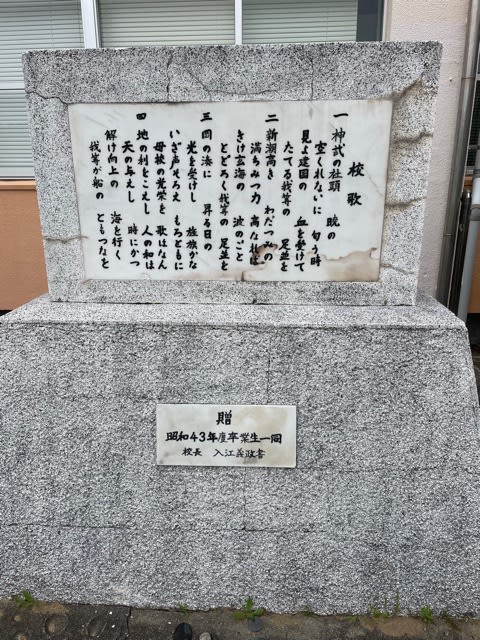 校歌
一 神武の社頭 暁の
空くれないに 匂う時
見よ建国の 血を受けて
たてる我等の 足並を
二 新潮高き わだつみの
満ちみつ力 高なれば
きけ玄海の 波のごと
とどろく我等の 足並を
三 岡の湊に 昇る日の
光を受けし 旗かな
いざ声そろえ もろともに
母校の光栄を 歌はなん
四 地の利をこえし 人の和は
天の与えし 時にかつ
解け向上の 海を行く
我等が船の ともつなを
贈
昭和43年度卒業生一同
校長 入江義政書